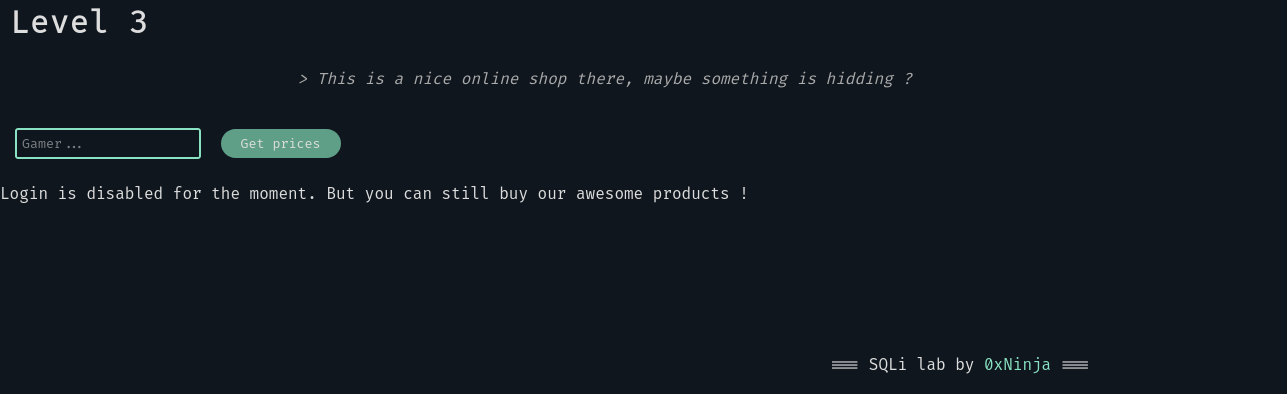 Level 3
> This is a nice online shop there, maybe something is hidding ?
Gamer...
Get prices
Login is disabled for the moment. But you can still buy our awesome products !
SQLi lab by 0xNinja